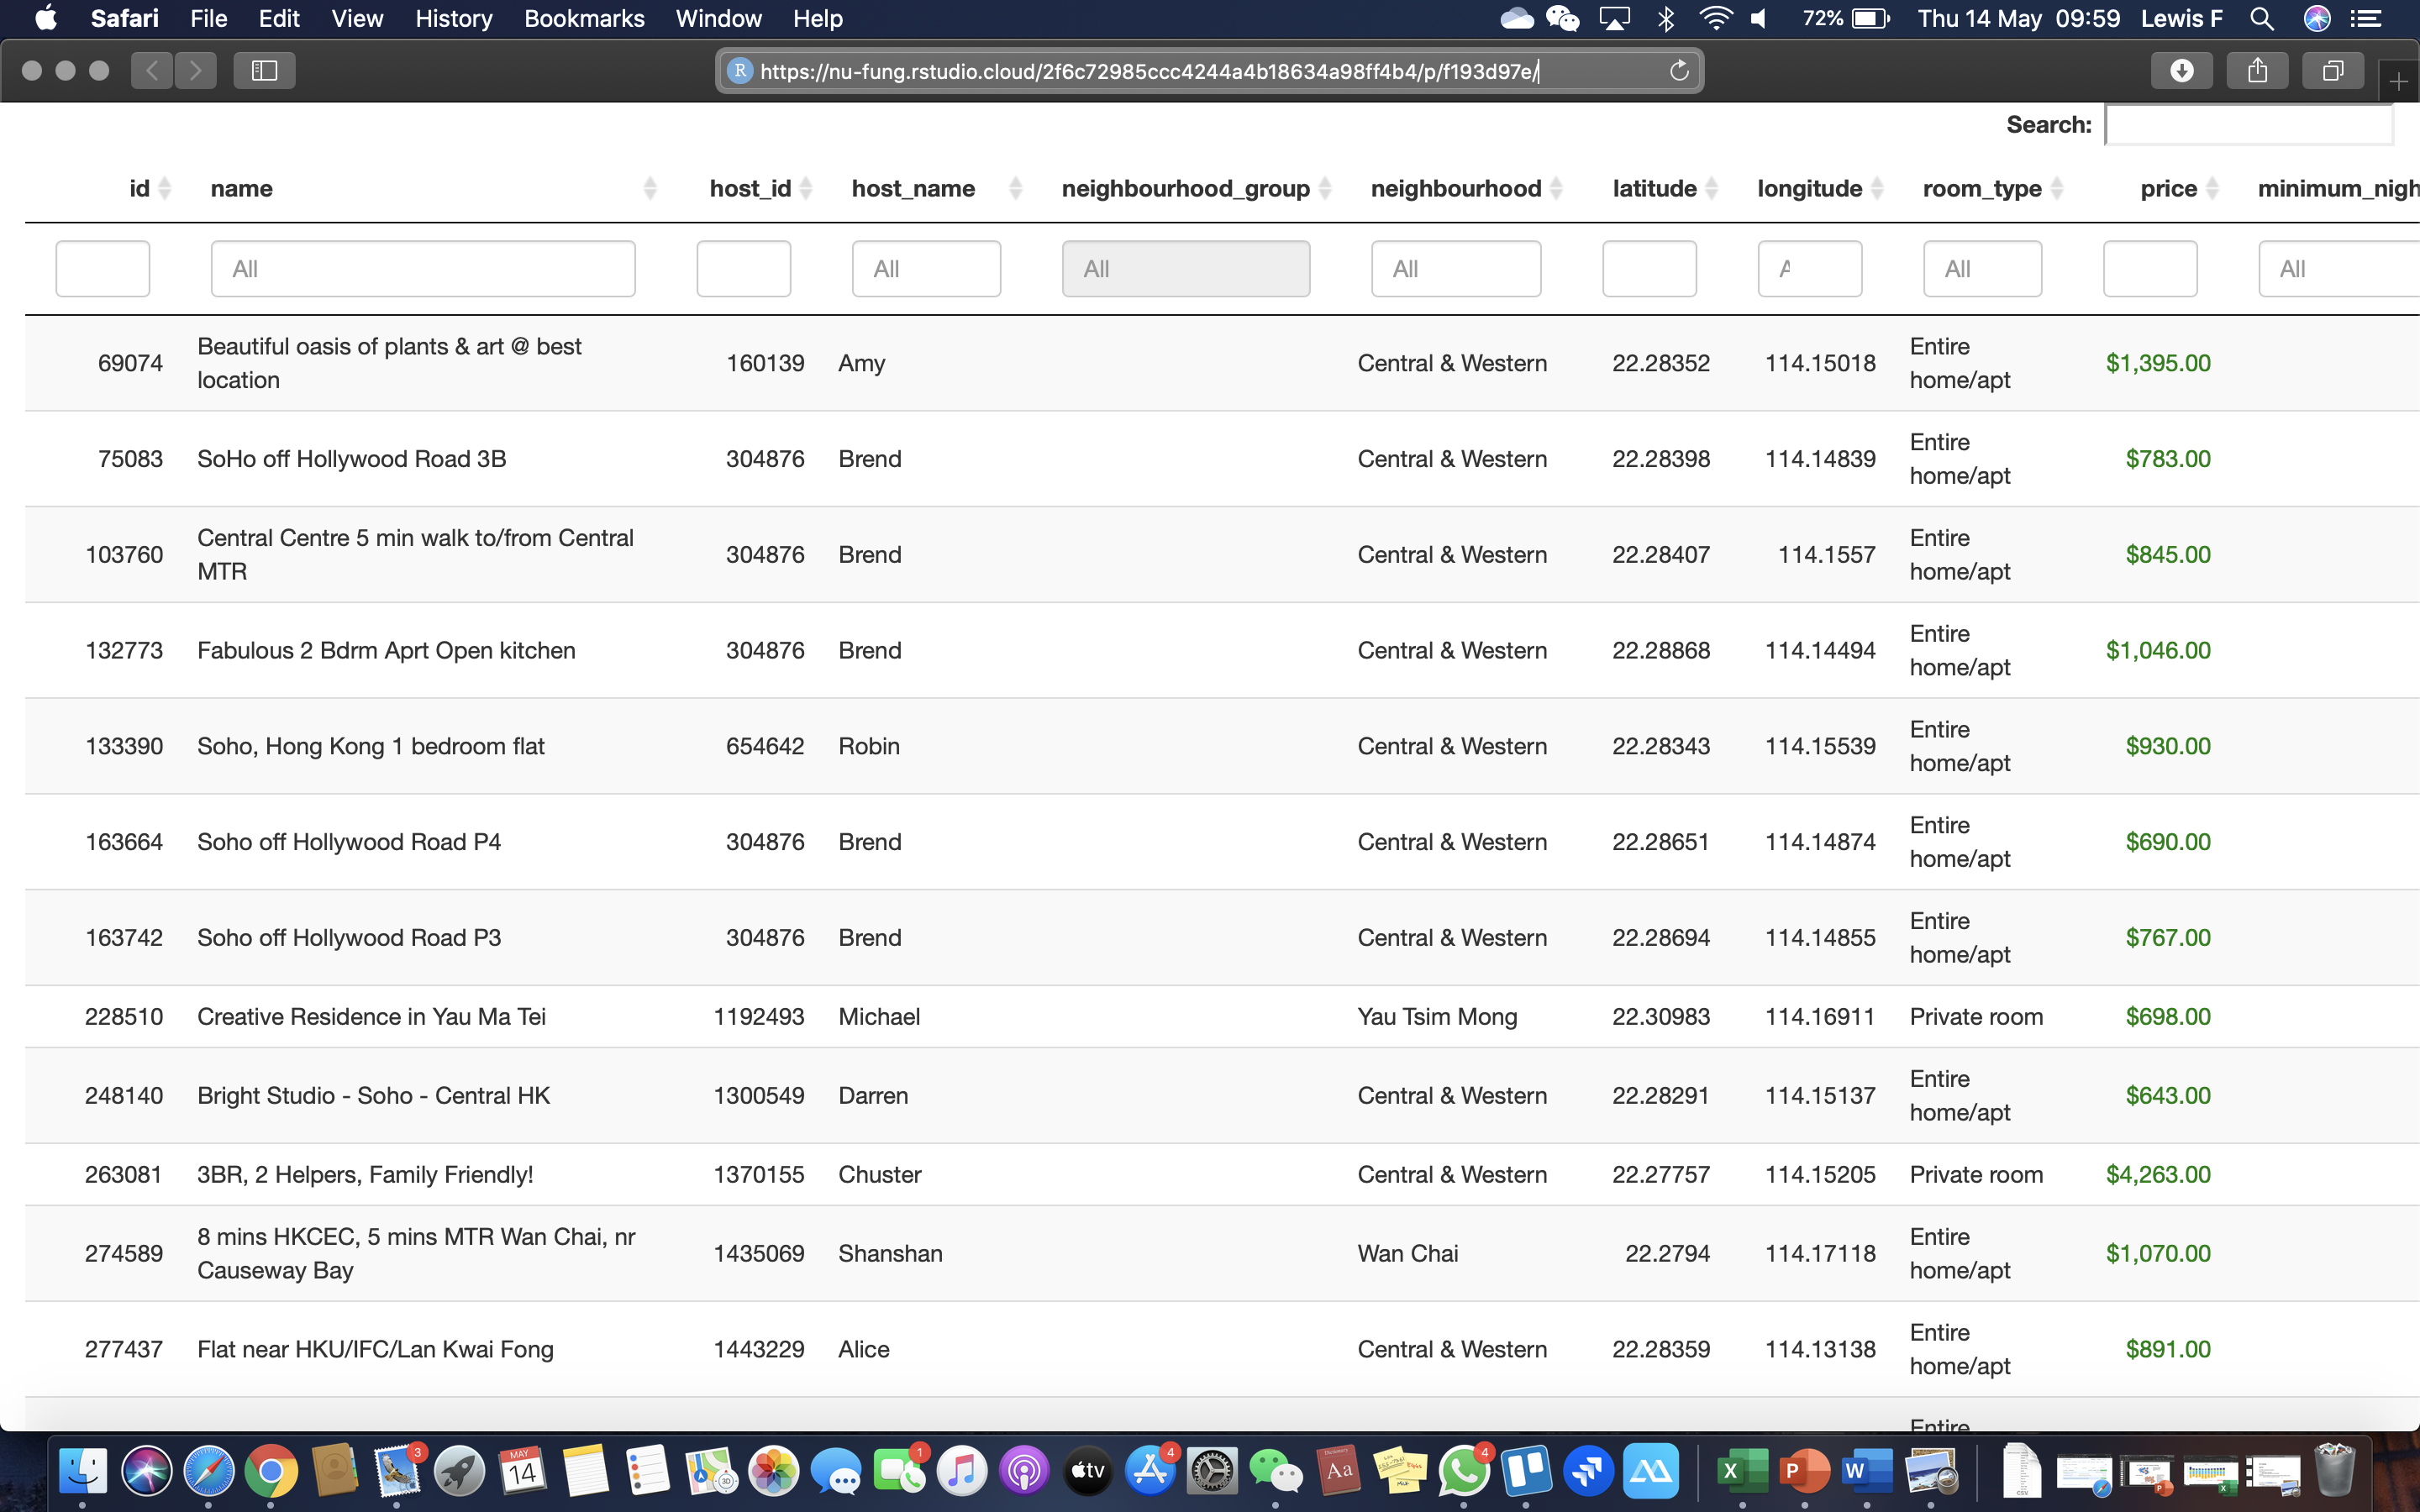 Safari File Edit View History Bookmarks Window Help 72% Thu 14 May 09:59 Lewis F
R https://nu-fung.rstudio.cloud/2f6c72985ccc4244a4b18634a98ff4b4/p/f193d97e/
Search:
id name host_id host_name neighbourhood_group neighbourhood latitude longitude room_type price minimum_nigh
All All All All All All
69074 Beautiful oasis of plants & art @ best location 160139 Amy Central & Western 22.28352 114.15018 Entire home/apt $1,395.00
75083 SoHo off Hollywood Road 3B 304876 Brend Central & Western 22.28398 114.14839 Entire home/apt $783.00
103760 Central Centre 5 min walk to/from Central MTR 304876 Brend Central & Western 22.28407 114.1557 Entire home/apt $845.00
132773 Fabulous 2 Bdrm Aprt Open kitchen 304876 Brend Central & Western 22.28868 114.14494 Entire home/apt $1,046.00
133390 Soho, Hong Kong 1 bedroom flat 654642 Robin Central & Western 22.28343 114.15539 Entire home/apt $930.00
163664 Soho off Hollywood Road P4 304876 Brend Central & Western 22.28651 114.14874 Entire home/apt $690.00
163742 Soho off Hollywood Road P3 304876 Brend Central & Western 22.28694 114.14855 Entire home/apt $767.00
228510 Creative Residence in Yau Ma Tei 1192493 Michael Yau Tsim Mong 22.30983 114.16911 Private room $698.00
248140 Bright Studio - Soho - Central HK 1300549 Darren Central & Western 22.28291 114.15137 Entire home/apt $643.00
263081 3BR, 2 Helpers, Family Friendly! 1370155 Chuster Central & Western 22.27757 114.15205 Private room $4,263.00
274589 8 mins HKCEC, 5 mins MTR Wan Chai, nr Causeway Bay 1435069 Shanshan Wan Chai 22.2794 114.17118 Entire home/apt $1,070.00
277437 Flat near HKU/IFC/Lan Kwai Fong 1443229 Alice Central & Western 22.28359 114.13138 Entire home/apt $891.00
Entire
3 MAY 14 1 tv 4 Aa 4 X P W